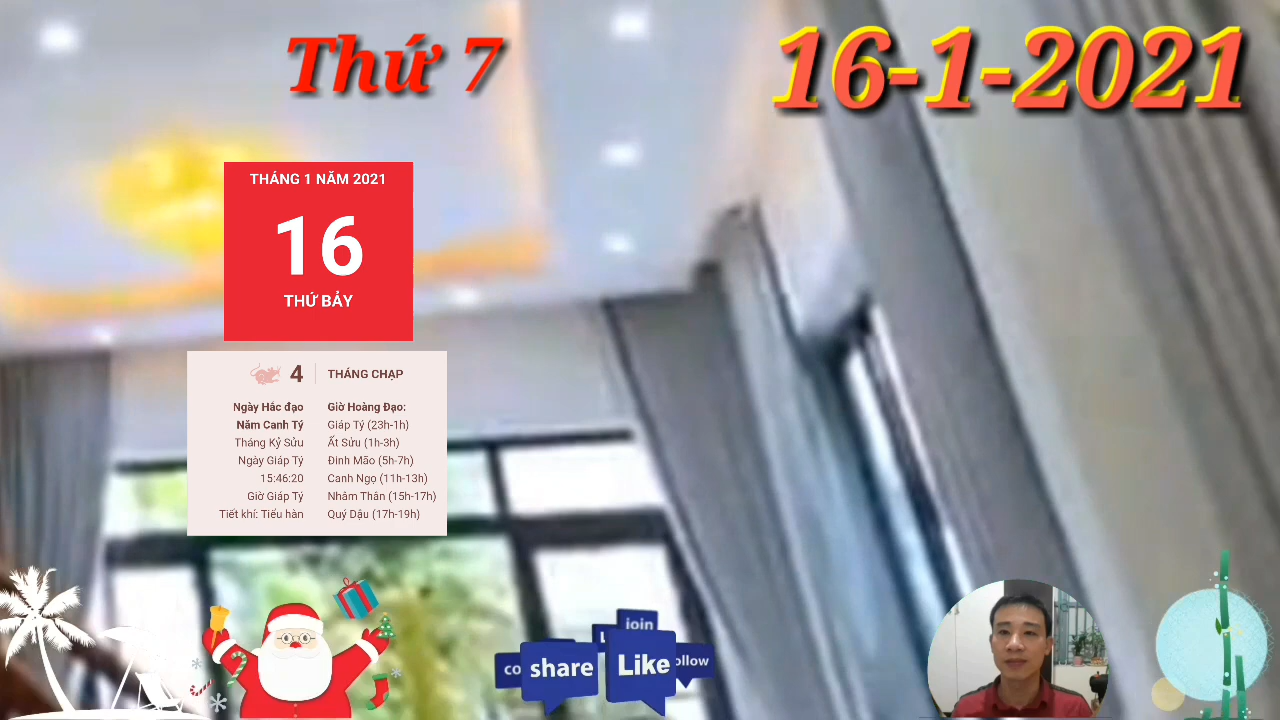 Thứ 7
16-1-2021
THÁNG 1 NĂM 2021
16
THỨ BẢY
4
THÁNG CHẠP
Ngày Hắc đạo
Năm Canh Tý
Tháng Kỷ Sửu
Ngày Giáp Tý
15:46:20
Giờ Giáp Tý
Tiết khí: Tiểu hàn
Giờ Hoàng Đạo:
Giáp Tý (23h-1h)
Ất Sửu (1h-3h)
Đinh Mão (5h-7h)
Canh Ngọ (11h-13h)
Nhâm Thân (15h-17h)
Quý Dậu (17h-19h)
join
share
Like